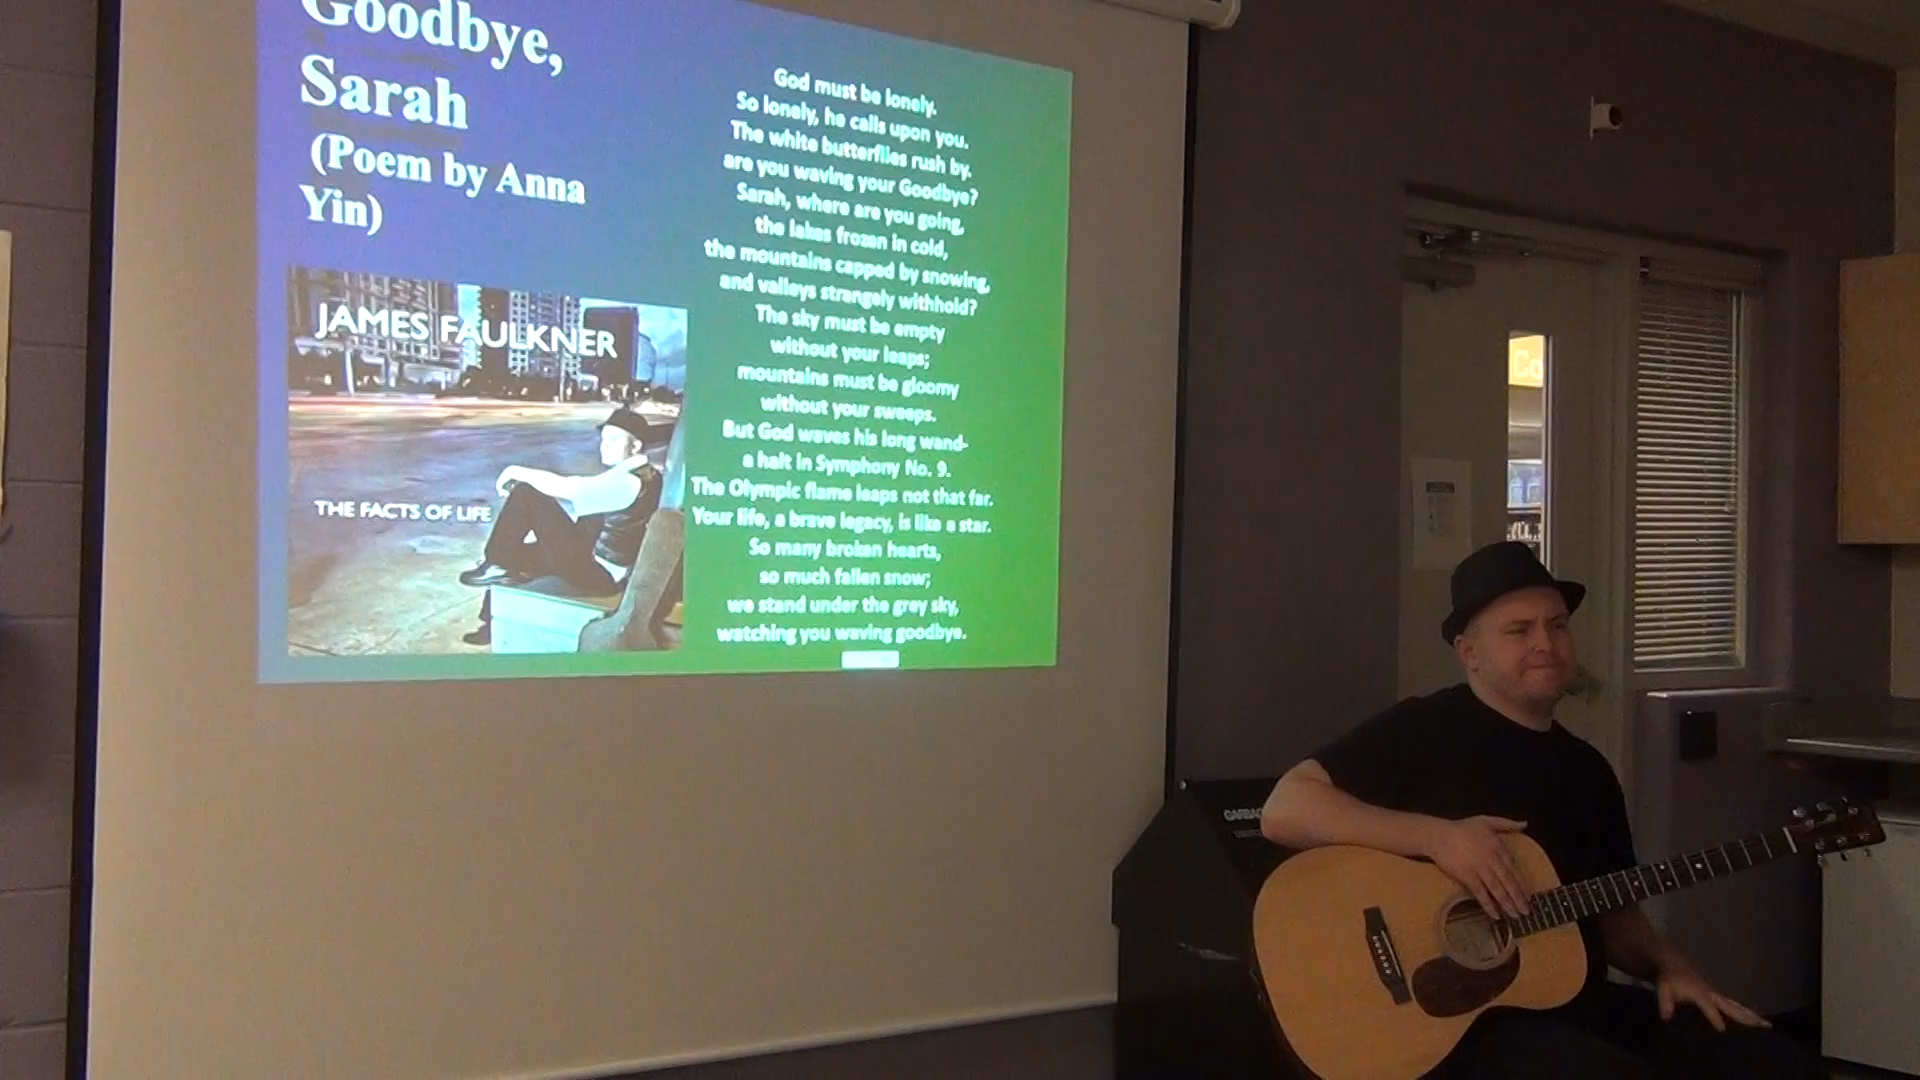 Goodbye,
Sarah
(Poem by Anna
Yin)
JAMES FAULKNER
THE FACTS OF LIFE
God must be lonely.
So lonely, he calls upon you.
The white butterflies rush by.
are you waving your Goodbye?
Sarah, where are you going,
the lakes frozen in cold,
the mountains capped by snowing,
and valleys strangely withhold?
The sky must be empty
without your leaps;
mountains must be gloomy
without your sweeps.
But God waves his long wand-
a halt in Symphony No. 9.
The Olympic flame leaps not that far.
Your life, a brave legacy, is like a star.
So many broken hearts,
so much fallen snow;
we stand under the grey sky,
watching you waving goodbye.
Co